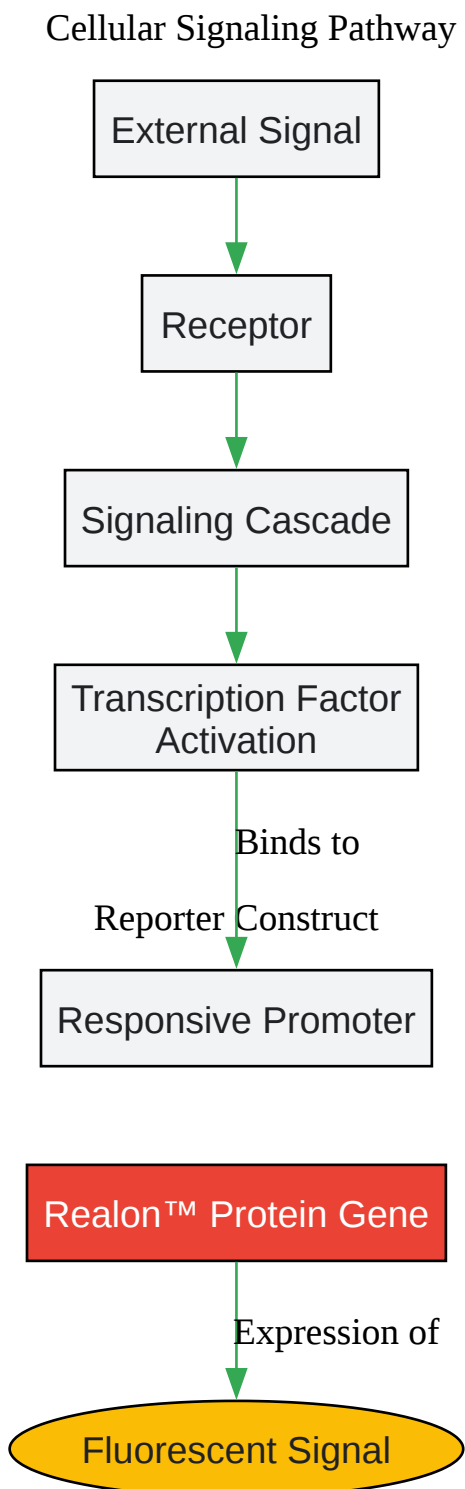 Cellular Signaling Pathway
External Signal
Receptor
Signaling Cascade
Transcription Factor
Activation
Binds to
Reporter Construct
Responsive Promoter
Realon™ Protein Gene
Expression of
Fluorescent Signal